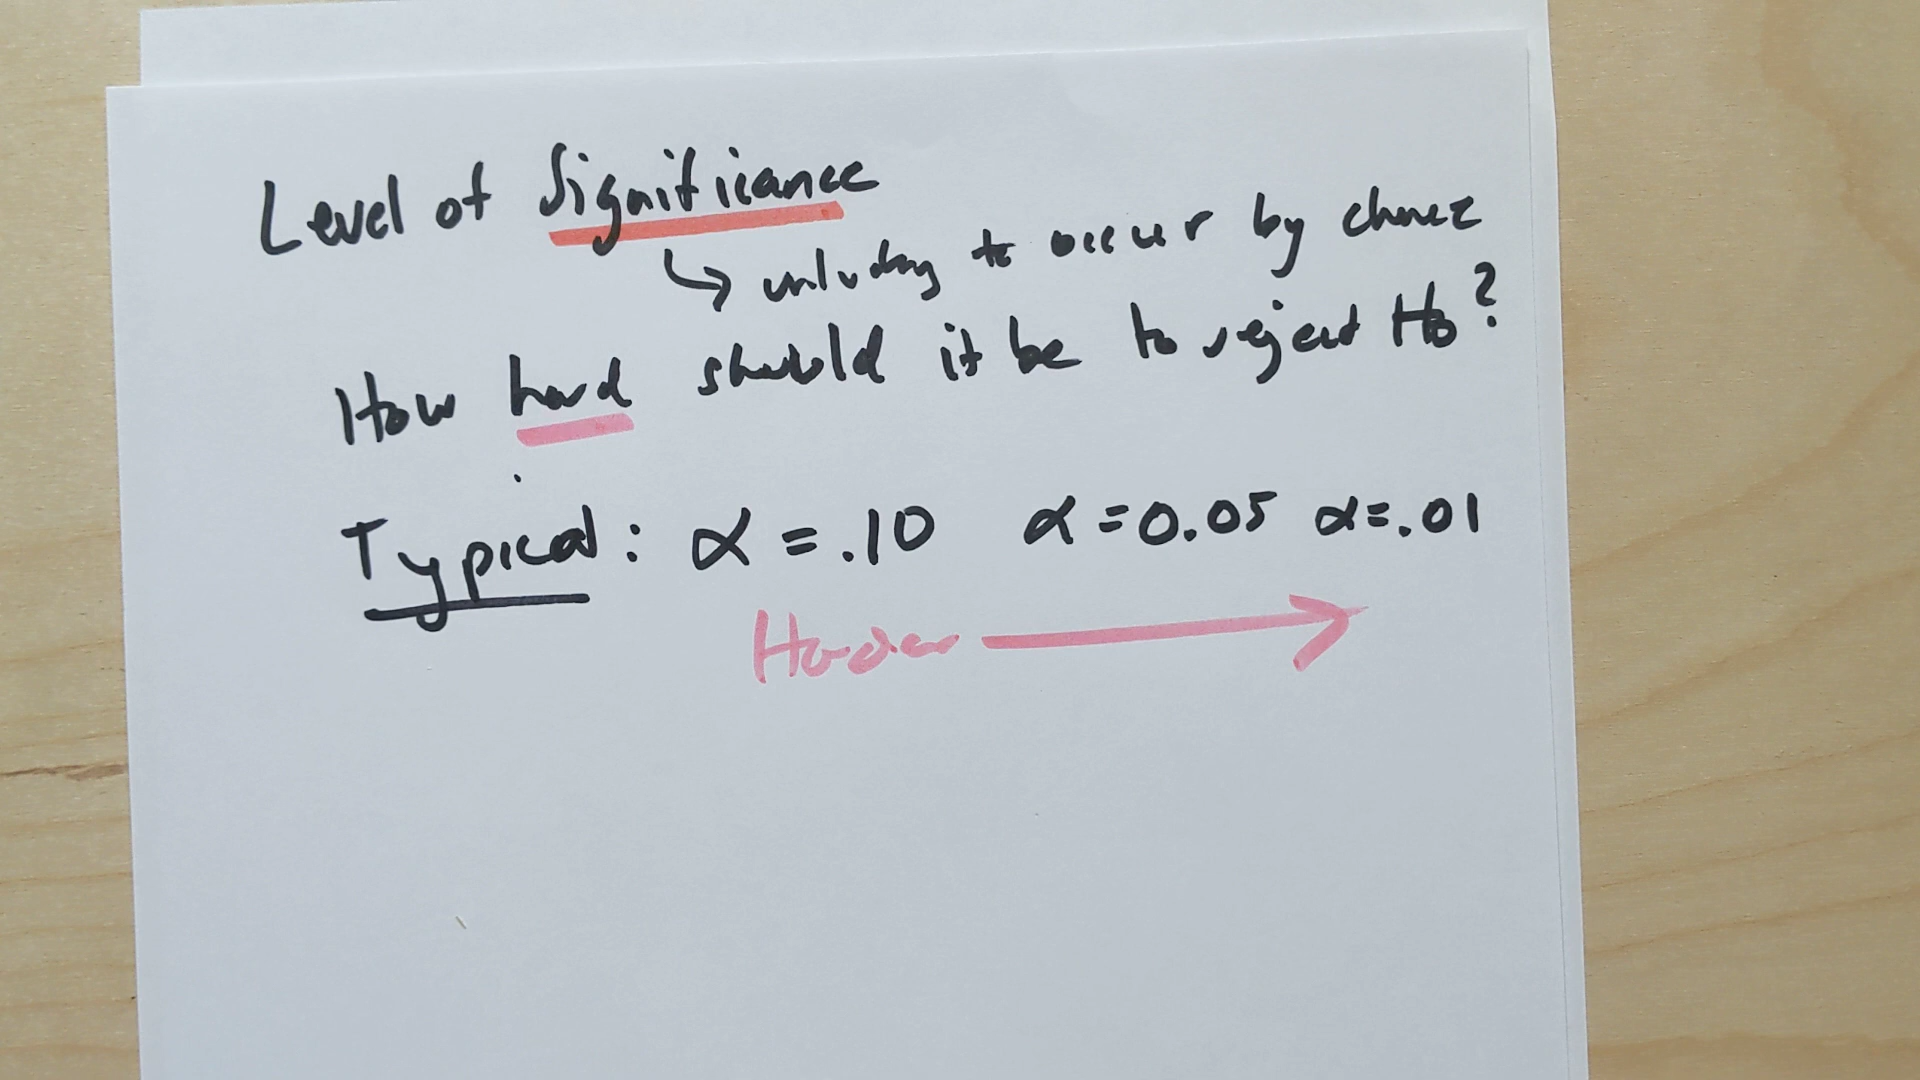 Level of Significance
↳ unlikely to occur by chance
How hard should it be to reject Ho?
Typical: α = .10 α = 0.05 α = .01
Harder →